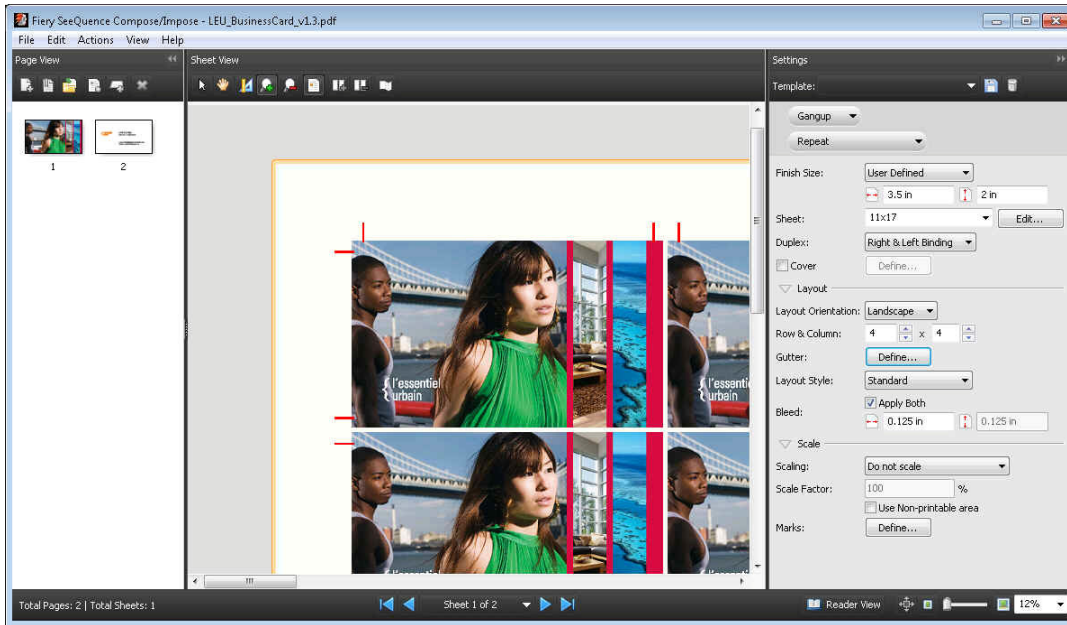 Fiery SeeQuence Compose/Impose - LEU_BusinessCard_v1.3.pdf
File Edit Actions View Help
Page View
Sheet View
Settings
Template:
Gangup
Repeat
1
2
Finish Size: User Defined
3.5 in 2 in
Sheet: 11x17 Edit...
Duplex: Right & Left Binding
Cover Define...
Layout
Layout Orientation: Landscape
Row & Column: 4 x 4
Gutter: Define...
Layout Style: Standard
Apply Both
Bleed: 0.125 in 0.125 in
Scale
Scaling: Do not scale
Scale Factor: 100 %
Use Non-printable area
Marks: Define...
l'essentiel
urbain
l'essenti
urbain
Total Pages: 2 | Total Sheets: 1
Sheet 1 of 2
Reader View
12%